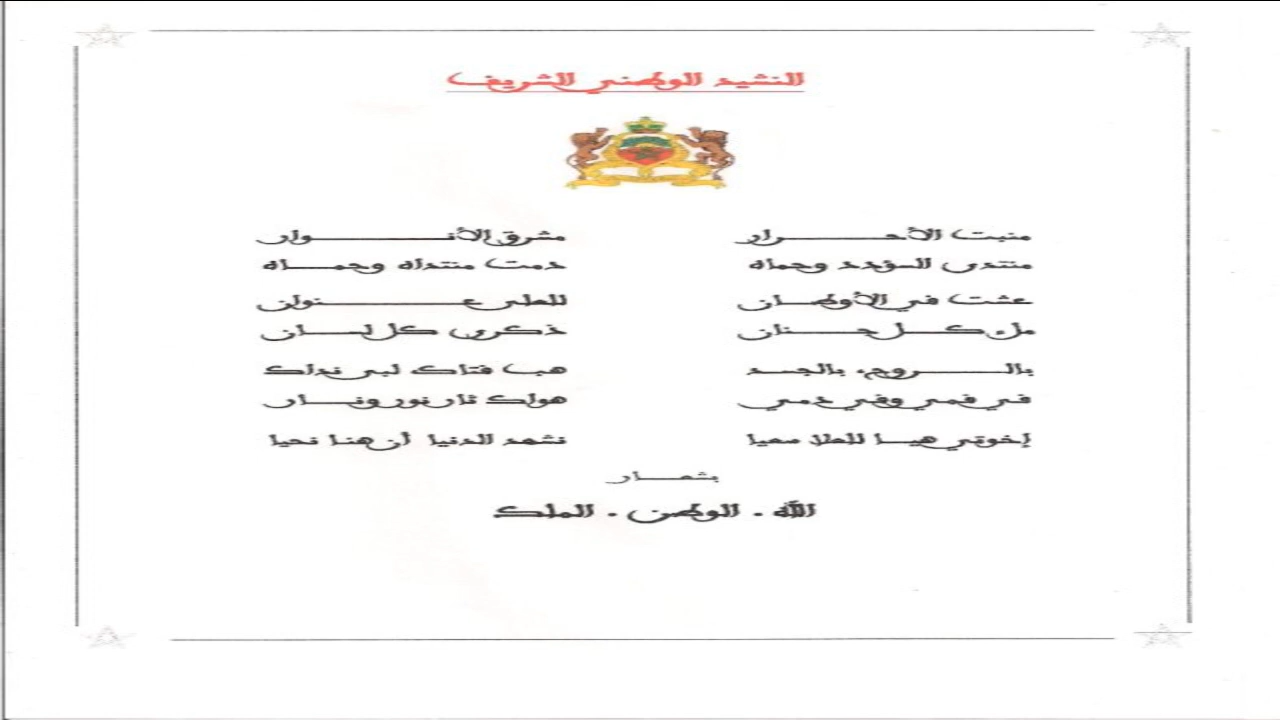 النشيد الوطني الشريف
منبت الأحرار مشرق الأنوار
منتدى السؤدد وحماه دمت منتداه وحماه
عشت في الأوطان للعلى عنوان
ملء كل جنان ذكرى كل لسان
بالروح، بالجسد هب فتاك لبى نداك
في فمي وفي دمي هواك ثار نور ونار
إخوتي هيا للعلا سعيا نشهد الدنيا أن هنا نحيا
بشعار
الله . الوطن . الملك